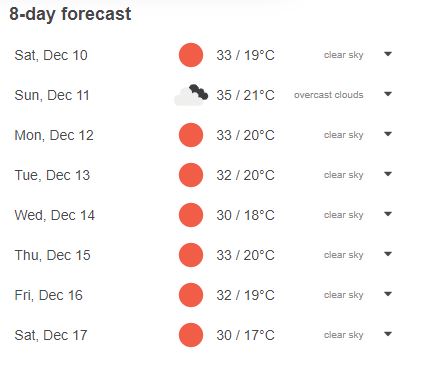 8-day forecast
Sat, Dec 10 33 / 19°C clear sky
Sun, Dec 11 35 / 21°C overcast clouds
Mon, Dec 12 33 / 20°C clear sky
Tue, Dec 13 32 / 20°C clear sky
Wed, Dec 14 30 / 18°C clear sky
Thu, Dec 15 33 / 20°C clear sky
Fri, Dec 16 32 / 19°C clear sky
Sat, Dec 17 30 / 17°C clear sky